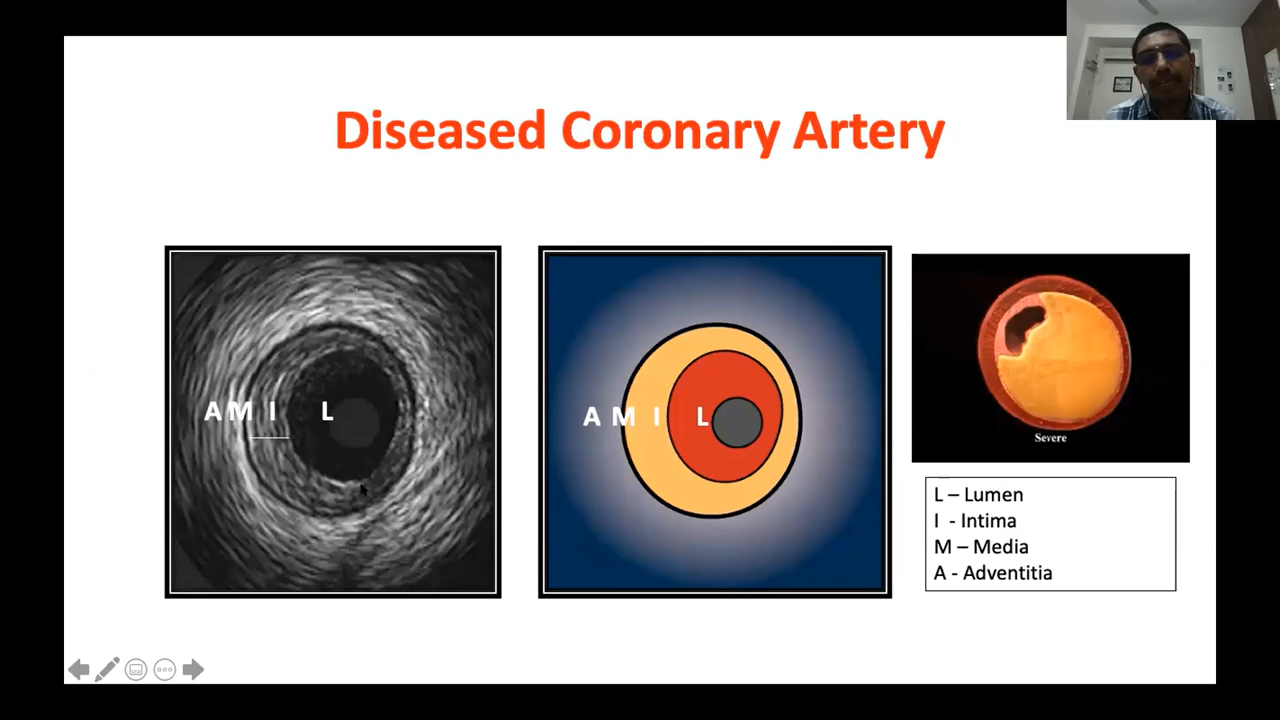 Diseased Coronary Artery
A M I L
A M I L
Severe
L – Lumen
I - Intima
M – Media
A - Adventitia